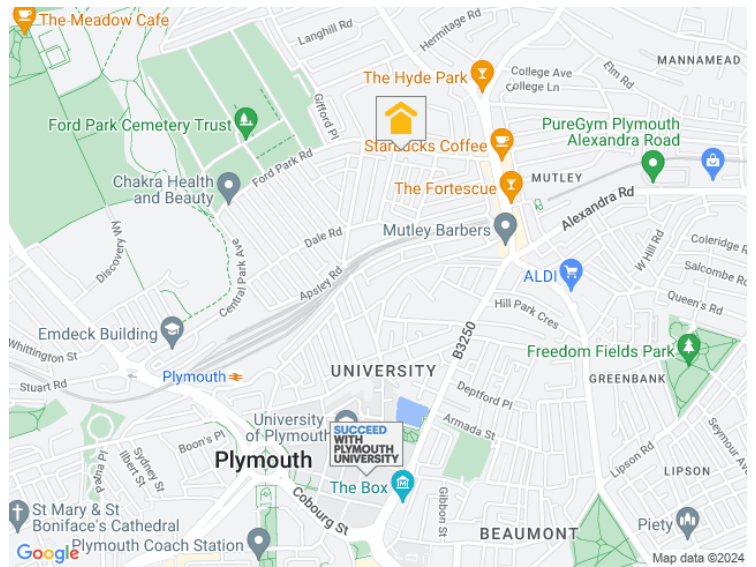 The Meadow Cafe
Langhill Rd
Hermitage Rd
MANNAMEAD
The Hyde Park
College Ave
College Ln
Elm Rd
Gifford Pl
Ford Park Cemetery Trust
PureGym Plymouth
Alexandra Road
Starbucks Coffee
Ford Park Rd
Chakra Health
and Beauty
The Fortescue
MUTLEY
Alexandra Rd
Mutley Barbers
Dale Rd
Discovery Wy
Central Park Ave
Apsley Rd
W Hill Rd
Coleridge R
Salcombe Rd
ALDI
Queen's Rd
Hill Park Cres
Emdeck Building
B3250
Whittington St
Freedom Fields Park
Stuart Rd
Plymouth
UNIVERSITY
GREENBANK
Deptford Pl
University
of Plymouth
Armada St
SUCCEED
WITH
PLYMOUTH
UNIVERSITY
Seymour Av
Boon's Pl
Plymouth
Lipson Rd
Patna Pl
Sydney St
Ilbert St
LIPSON
The Box
Gibbon St
Cobourg St
St Mary & St
Boniface's Cathedral
Piety
BEAUMONT
Plymouth Coach Station
Google
Map data ©2024